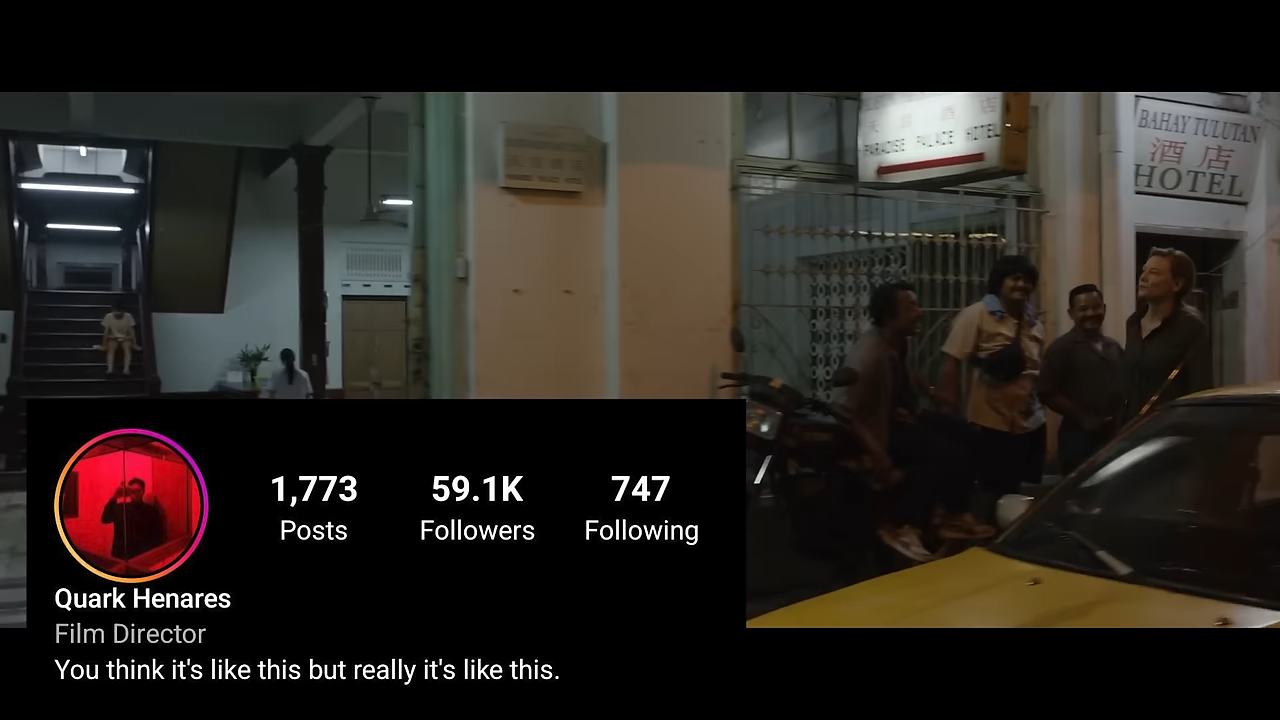 PARADISE PALACE HOTEL
BAHAY TULUTAN
酒 店
HOTEL
1,773
Posts
59.1K
Followers
747
Following
Quark Henares
Film Director
You think it's like this but really it's like this.